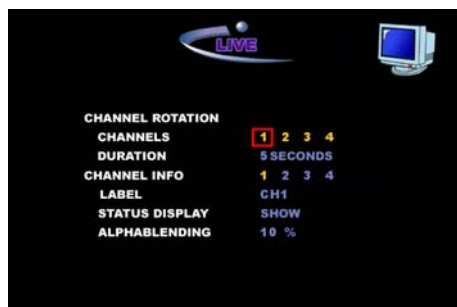 LIVE
CHANNEL ROTATION
CHANNELS 1 2 3 4
DURATION 5 SECONDS
CHANNEL INFO 1 2 3 4
LABEL CH1
STATUS DISPLAY SHOW
ALPHABLENDING 10 %